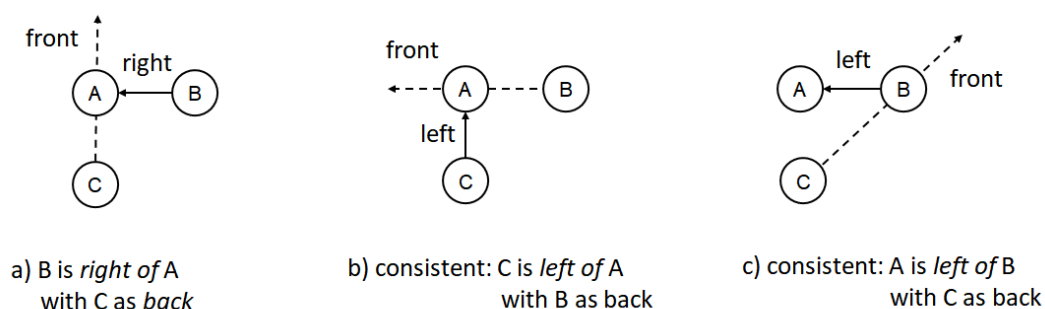 front
right
A
B
C
a) B is right of A
with C as back
front
A
B
left
C
b) consistent: C is left of A
with B as back
left
front
A
B
C
c) consistent: A is left of B
with C as back